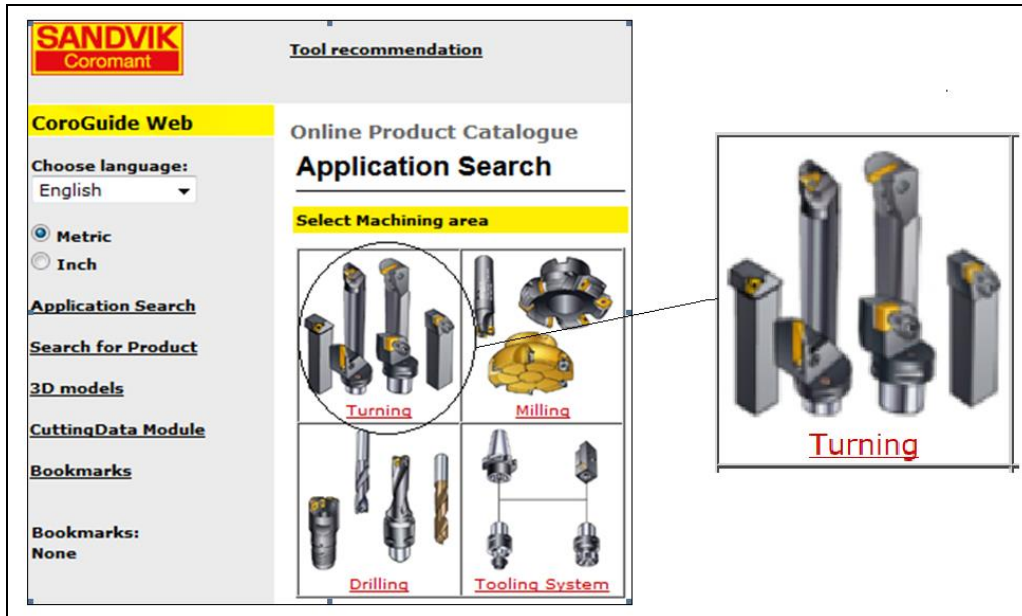 SANDVIK
Coromant
Tool recommendation
CoroGuide Web
Choose language:
English
Metric
Inch
Application Search
Search for Product
3D models
CuttingData Module
Bookmarks
Bookmarks:
None
Online Product Catalogue
Application Search
Select Machining area
Turning
Milling
Drilling
Tooling System
Turning